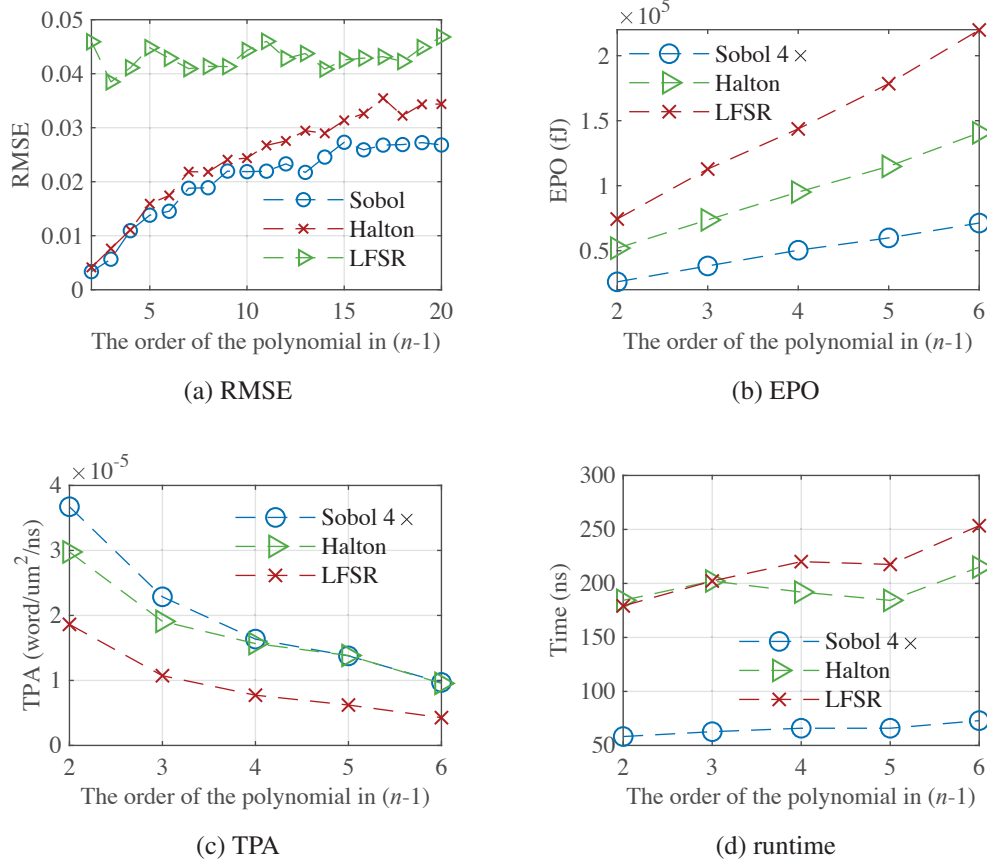 0.05
0.04
0.03
0.02
0.01
0
RMSE
Sobol
Halton
LFSR
5
10
15
20
The order of the polynomial in (n-1)
(a) RMSE
×10^5
2
1.5
1
0.5
EPO (fJ)
Sobol 4×
Halton
LFSR
2
3
4
5
6
The order of the polynomial in (n-1)
(b) EPO
×10^-5
4
3
2
1
0
TPA (word/um^2/ns)
Sobol 4×
Halton
LFSR
2
3
4
5
6
The order of the polynomial in (n-1)
(c) TPA
300
250
200
150
100
50
Time (ns)
Sobol 4×
Halton
LFSR
2
3
4
5
6
The order of the polynomial in (n-1)
(d) runtime